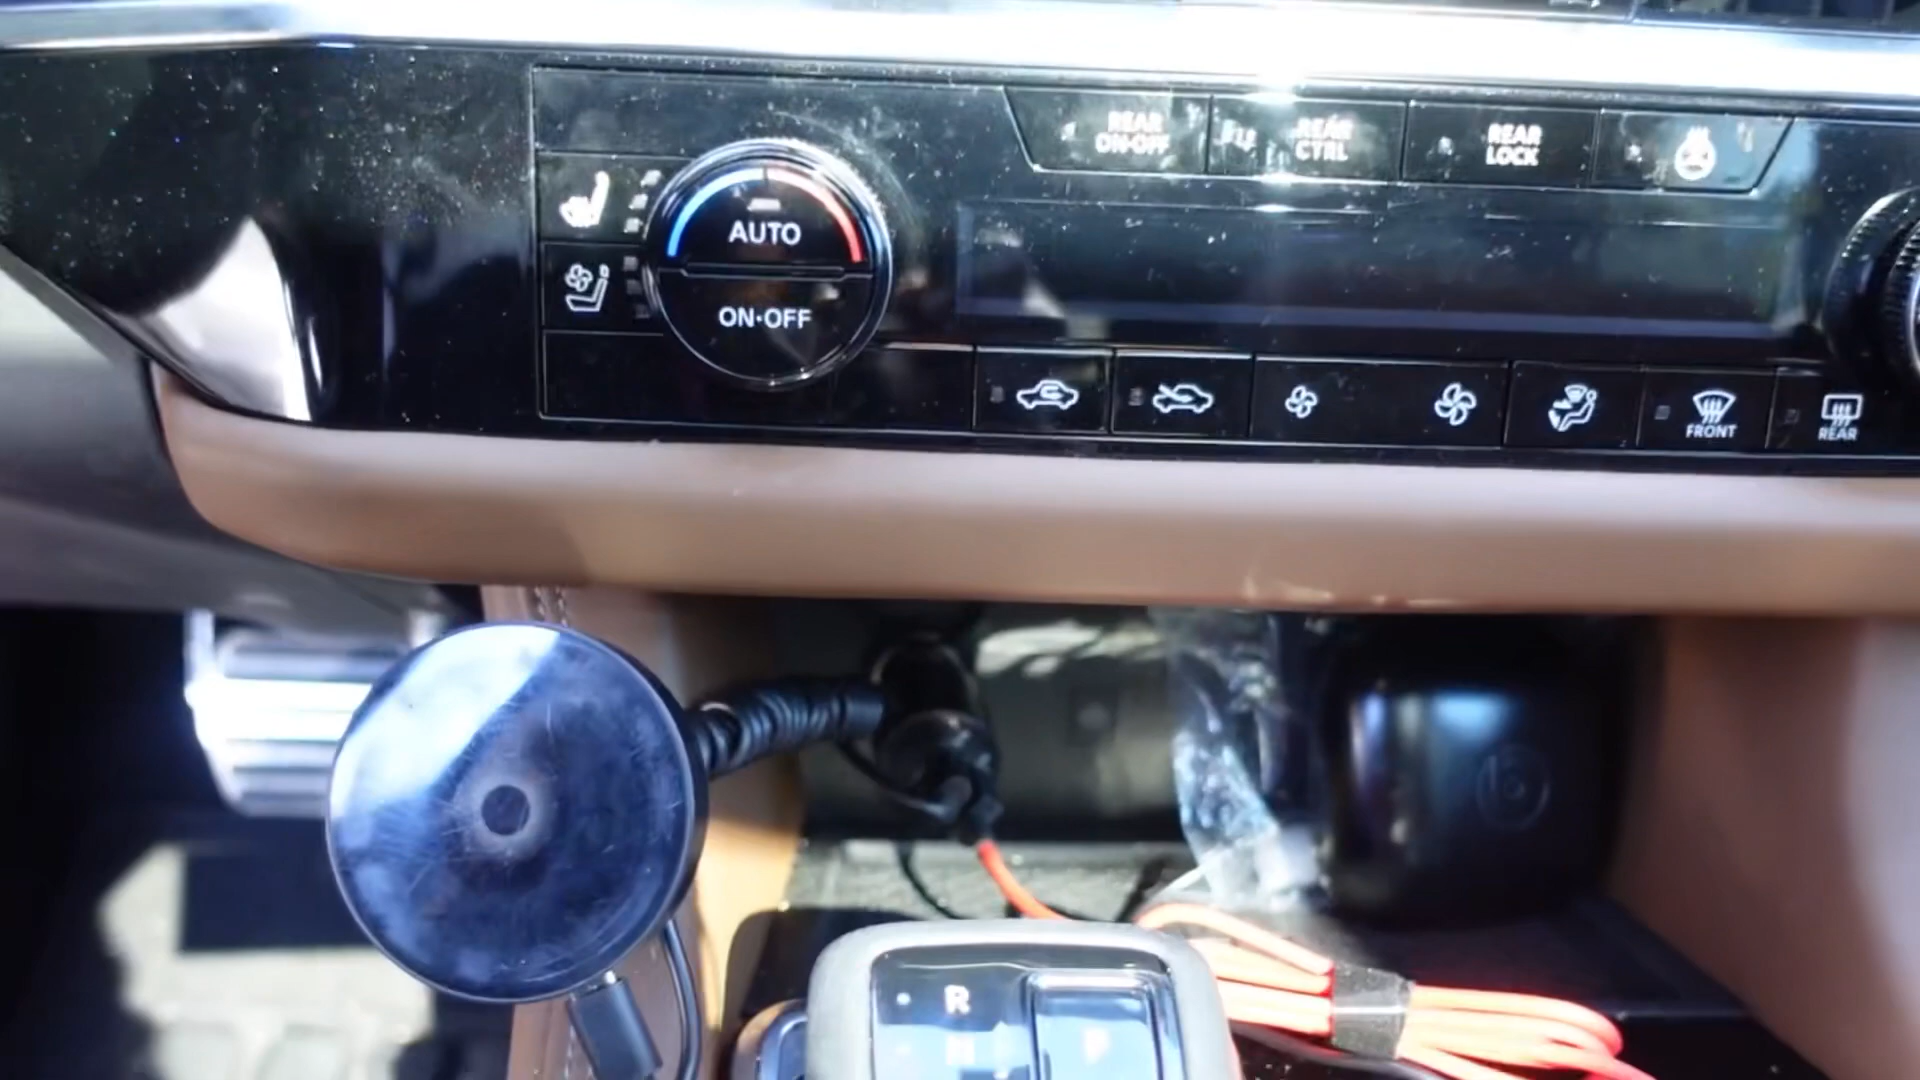 REAR
ON·OFF
REAR
CTRL
REAR
LOCK
AUTO
ON·OFF
FRONT
REAR
R
N
P